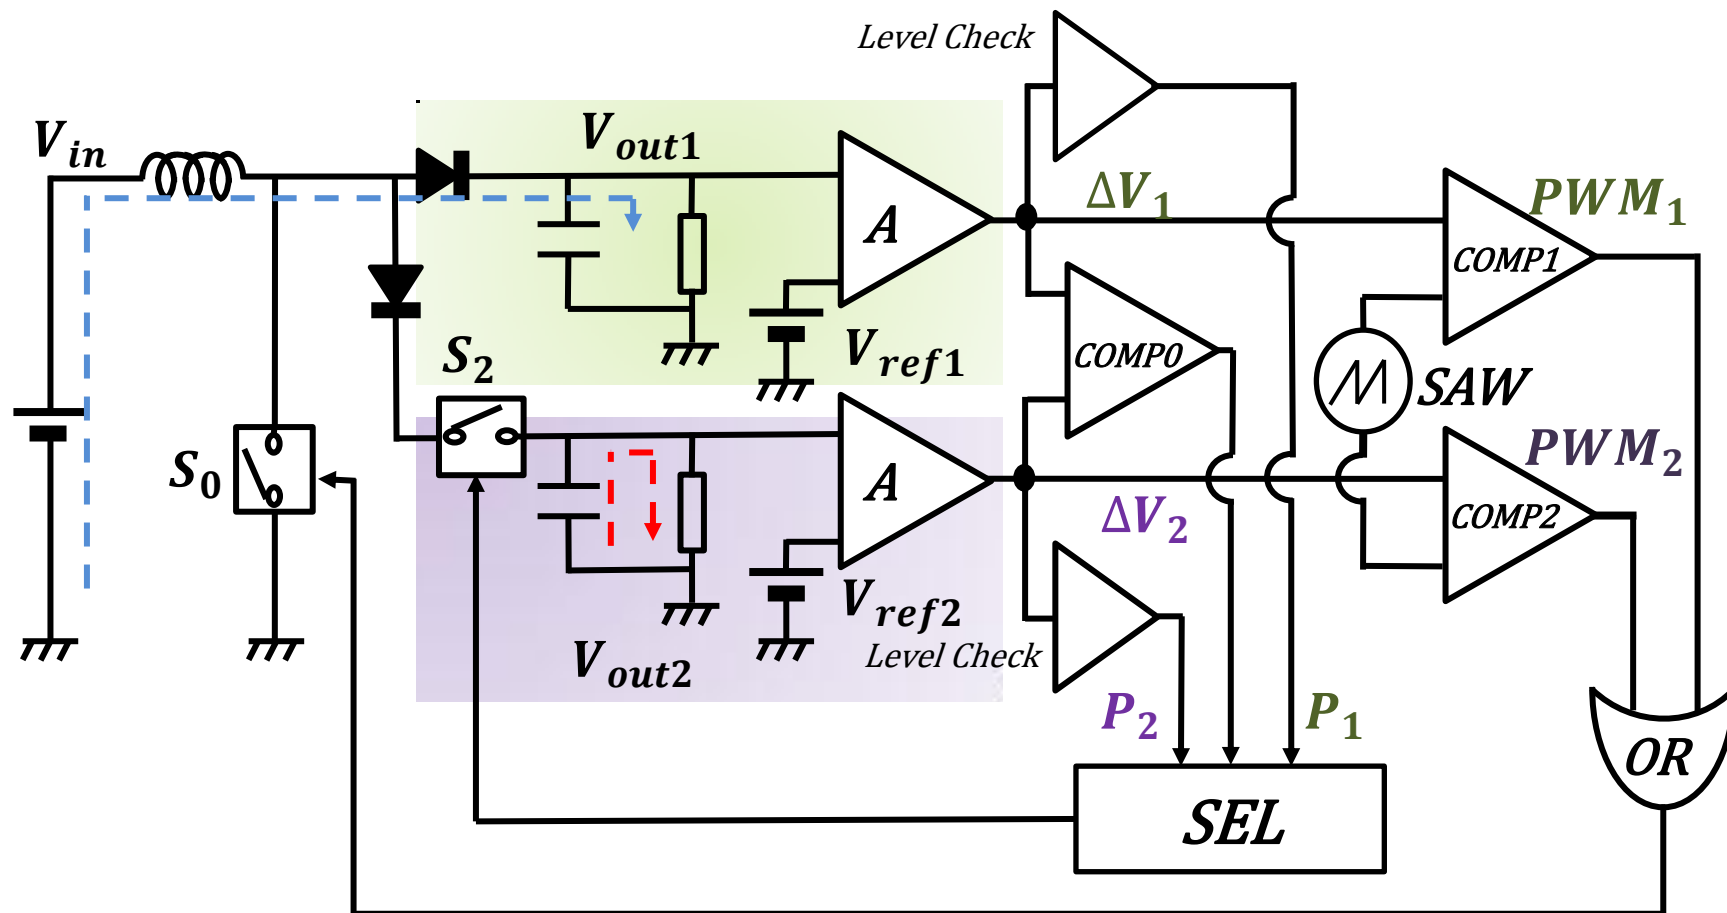 Level Check
V_in
V_out1
A
ΔV_1
PWM_1
COMP1
V_ref1
S_2
COMP0
SAW
S_0
A
ΔV_2
PWM_2
COMP2
V_ref2
V_out2
Level Check
P_2
P_1
OR
SEL